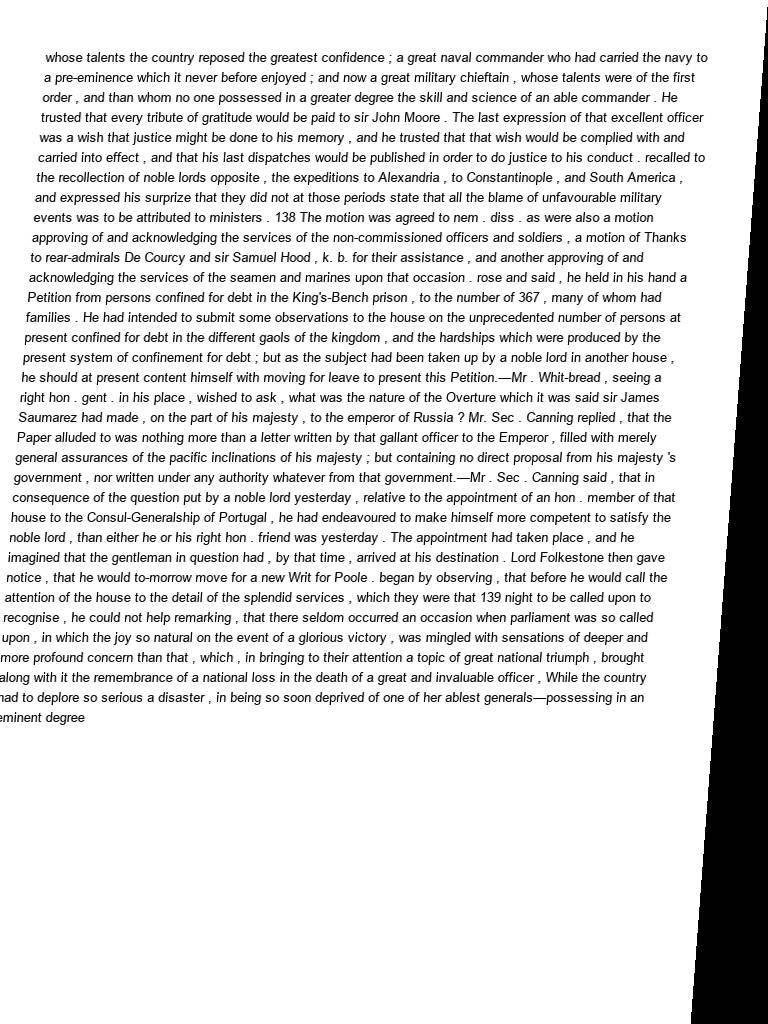 whose talents the country reposed the greatest confidence ; a great naval commander who had carried the navy to
a pre-eminence which it never before enjoyed ; and now a great military chieftain , whose talents were of the first
order , and than whom no one possessed in a greater degree the skill and science of an able commander . He
trusted that every tribute of gratitude would be paid to sir John Moore . The last expression of that excellent officer
was a wish that justice might be done to his memory , and he trusted that that wish would be complied with and
carried into effect , and that his last dispatches would be published in order to do justice to his conduct . recalled to
the recollection of noble lords opposite , the expeditions to Alexandria , to Constantinople , and South America ,
and expressed his surprize that they did not at those periods state that all the blame of unfavourable military
events was to be attributed to ministers . 138 The motion was agreed to nem . diss . as were also a motion
approving of and acknowledging the services of the non-commissioned officers and soldiers , a motion of Thanks
to rear-admirals De Courcy and sir Samuel Hood , k. b. for their assistance , and another approving of and
acknowledging the services of the seamen and marines upon that occasion . rose and said , he held in his hand a
Petition from persons confined for debt in the King's-Bench prison , to the number of 367 , many of whom had
families . He had intended to submit some observations to the house on the unprecedented number of persons at
present confined for debt in the different gaols of the kingdom , and the hardships which were produced by the
present system of confinement for debt ; but as the subject had been taken up by a noble lord in another house ,
he should at present content himself with moving for leave to present this Petition.—Mr . Whit-bread , seeing a
right hon . gent . in his place , wished to ask , what was the nature of the Overture which it was said sir James
Saumarez had made , on the part of his majesty , to the emperor of Russia ? Mr. Sec . Canning replied , that the
Paper alluded to was nothing more than a letter written by that gallant officer to the Emperor , filled with merely
general assurances of the pacific inclinations of his majesty ; but containing no direct proposal from his majesty 's
government , nor written under any authority whatever from that government.—Mr . Sec . Canning said , that in
consequence of the question put by a noble lord yesterday , relative to the appointment of an hon . member of that
house to the Consul-Generalship of Portugal , he had endeavoured to make himself more competent to satisfy the
noble lord , than either he or his right hon . friend was yesterday . The appointment had taken place , and he
imagined that the gentleman in question had , by that time , arrived at his destination . Lord Folkestone then gave
notice , that he would to-morrow move for a new Writ for Poole . began by observing , that before he would call the
attention of the house to the detail of the splendid services , which they were that 139 night to be called upon to
recognise , he could not help remarking , that there seldom occurred an occasion when parliament was so called
upon , in which the joy so natural on the event of a glorious victory , was mingled with sensations of deeper and
more profound concern than that , which , in bringing to their attention a topic of great national triumph , brought
along with it the remembrance of a national loss in the death of a great and invaluable officer , While the country
had to deplore so serious a disaster , in being so soon deprived of one of her ablest generals—possessing in an
eminent degree